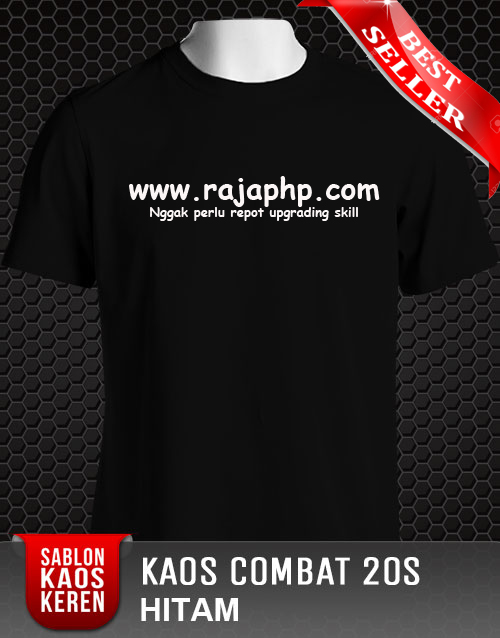 BEST
SELLER
www.rajaphp.com
Nggak perlu repot upgrading skill
SABLON
KAOS
KEREN
KAOS COMBAT 20S
HITAM